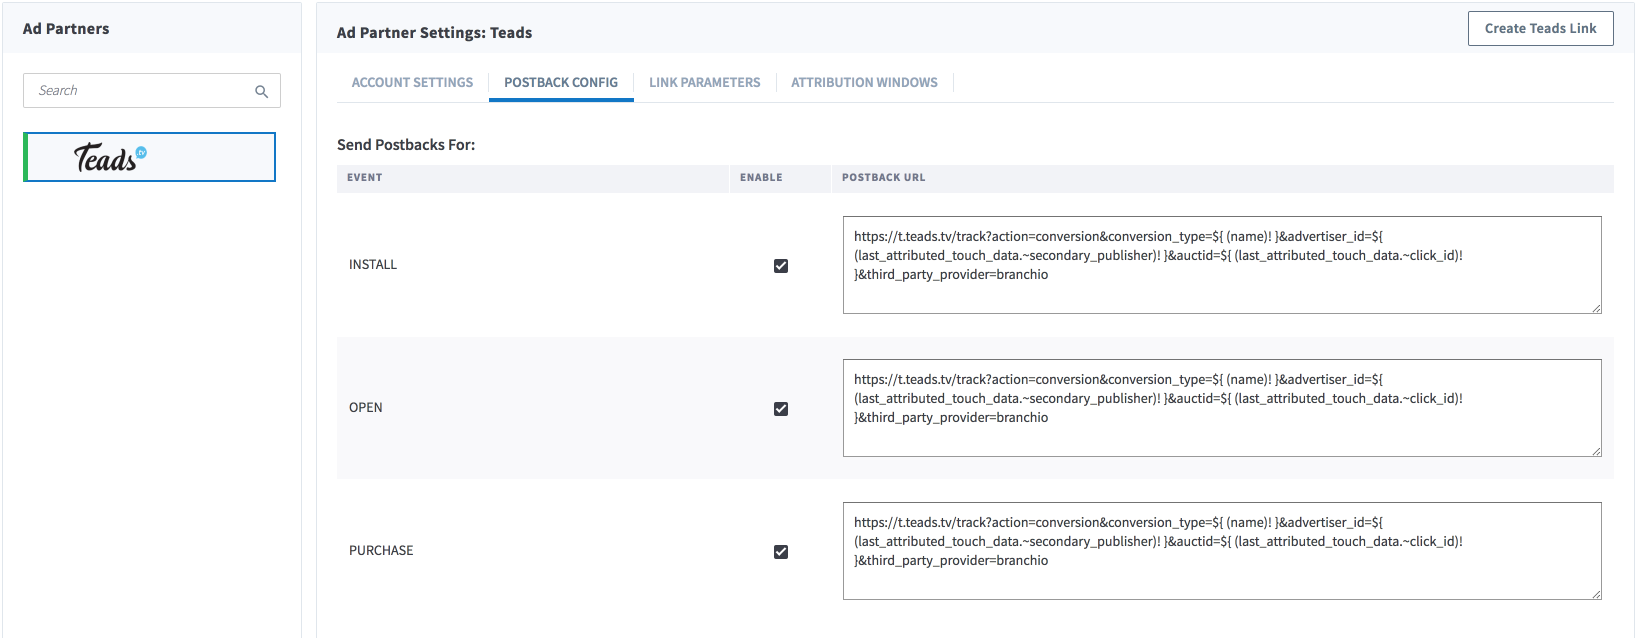 Ad Partners
Search
Teads.tv
Ad Partner Settings: Teads
Create Teads Link
ACCOUNT SETTINGS
POSTBACK CONFIG
LINK PARAMETERS
ATTRIBUTION WINDOWS
Send Postbacks For:
EVENT
ENABLE
POSTBACK URL
INSTALL
https://t.teads.tv/track?action=conversion&conversion_type=${ (name)! }&advertiser_id=${
(last_attributed_touch_data.~secondary_publisher)! }&auctid=${ (last_attributed_touch_data.~click_id)!
}&third_party_provider=branchio
OPEN
https://t.teads.tv/track?action=conversion&conversion_type=${ (name)! }&advertiser_id=${
(last_attributed_touch_data.~secondary_publisher)! }&auctid=${ (last_attributed_touch_data.~click_id)!
}&third_party_provider=branchio
PURCHASE
https://t.teads.tv/track?action=conversion&conversion_type=${ (name)! }&advertiser_id=${
(last_attributed_touch_data.~secondary_publisher)! }&auctid=${ (last_attributed_touch_data.~click_id)!
}&third_party_provider=branchio